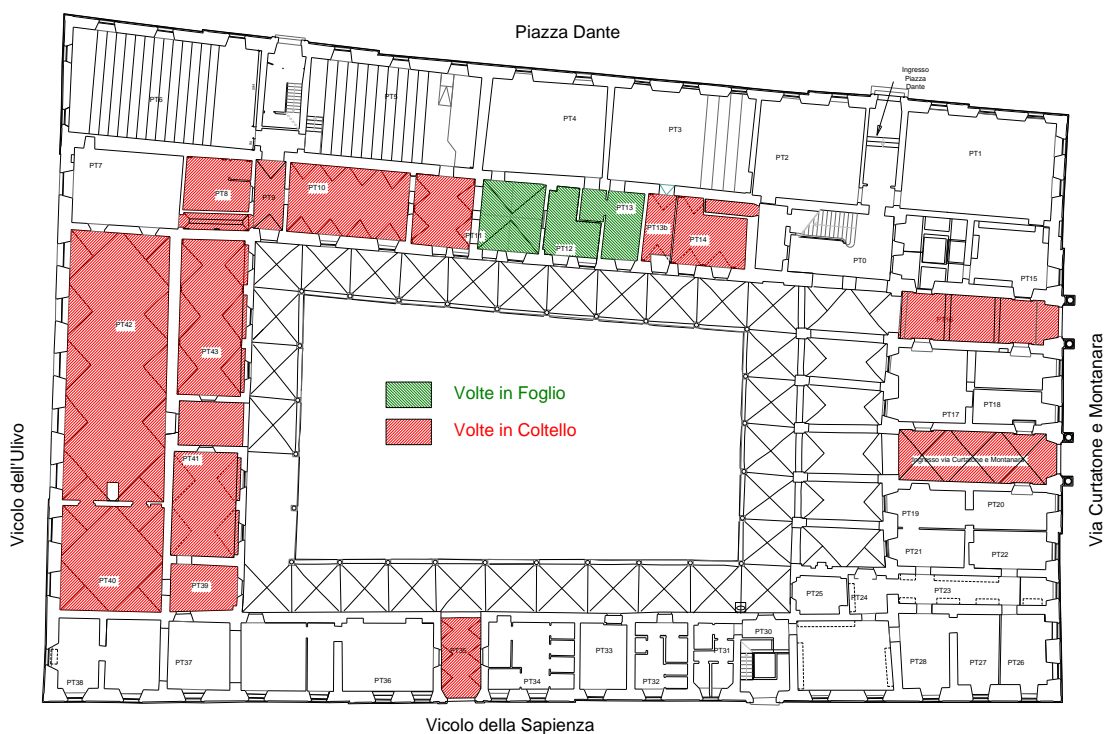 Piazza Dante
Ingresso
Piazza
Dante
PT6
PT5
PT4
PT3
PT2
PT1
PT7
PT8
PT9
PT10
PT11
PT12
PT13
PT13b
PT14
PT0
PT15
PT16
PT42
PT43
PT17
PT18
Volte in Foglio
Volte in Coltello
Ingresso via Curtatone e Montanara
PT41
PT19
PT20
PT21
PT22
PT40
PT39
PT25
PT24
PT23
PT38
PT37
PT36
PT35
PT34
PT33
PT32
PT31
PT30
PT28
PT27
PT26
Vicolo dell'Ulivo
Via Curtatone e Montanara
Vicolo della Sapienza